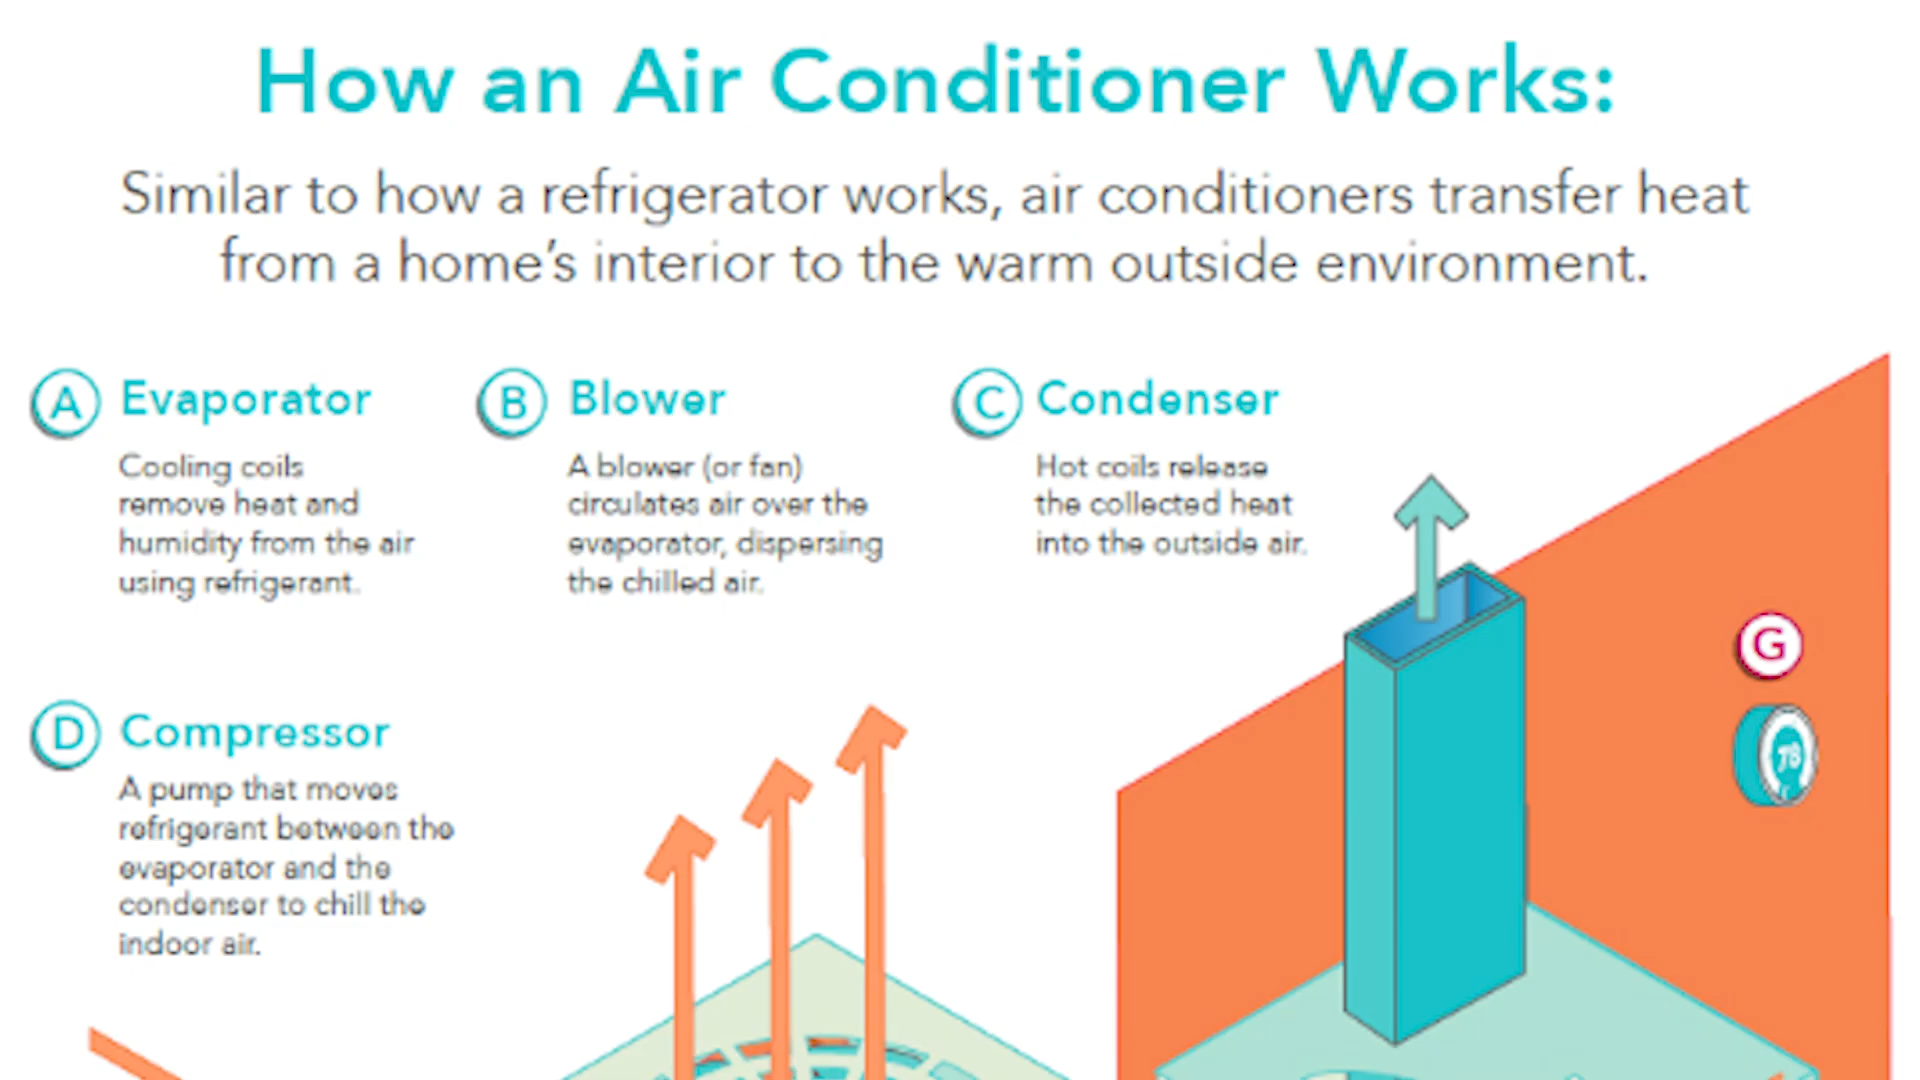 How an Air Conditioner Works:
Similar to how a refrigerator works, air conditioners transfer heat
from a home's interior to the warm outside environment.
A Evaporator
Cooling coils
remove heat and
humidity from the air
using refrigerant.
B Blower
A blower (or fan)
circulates air over the
evaporator, dispersing
the chilled air.
C Condenser
Hot coils release
the collected heat
into the outside air.
D Compressor
A pump that moves
refrigerant between the
evaporator and the
condenser to chill the
indoor air.
G
78